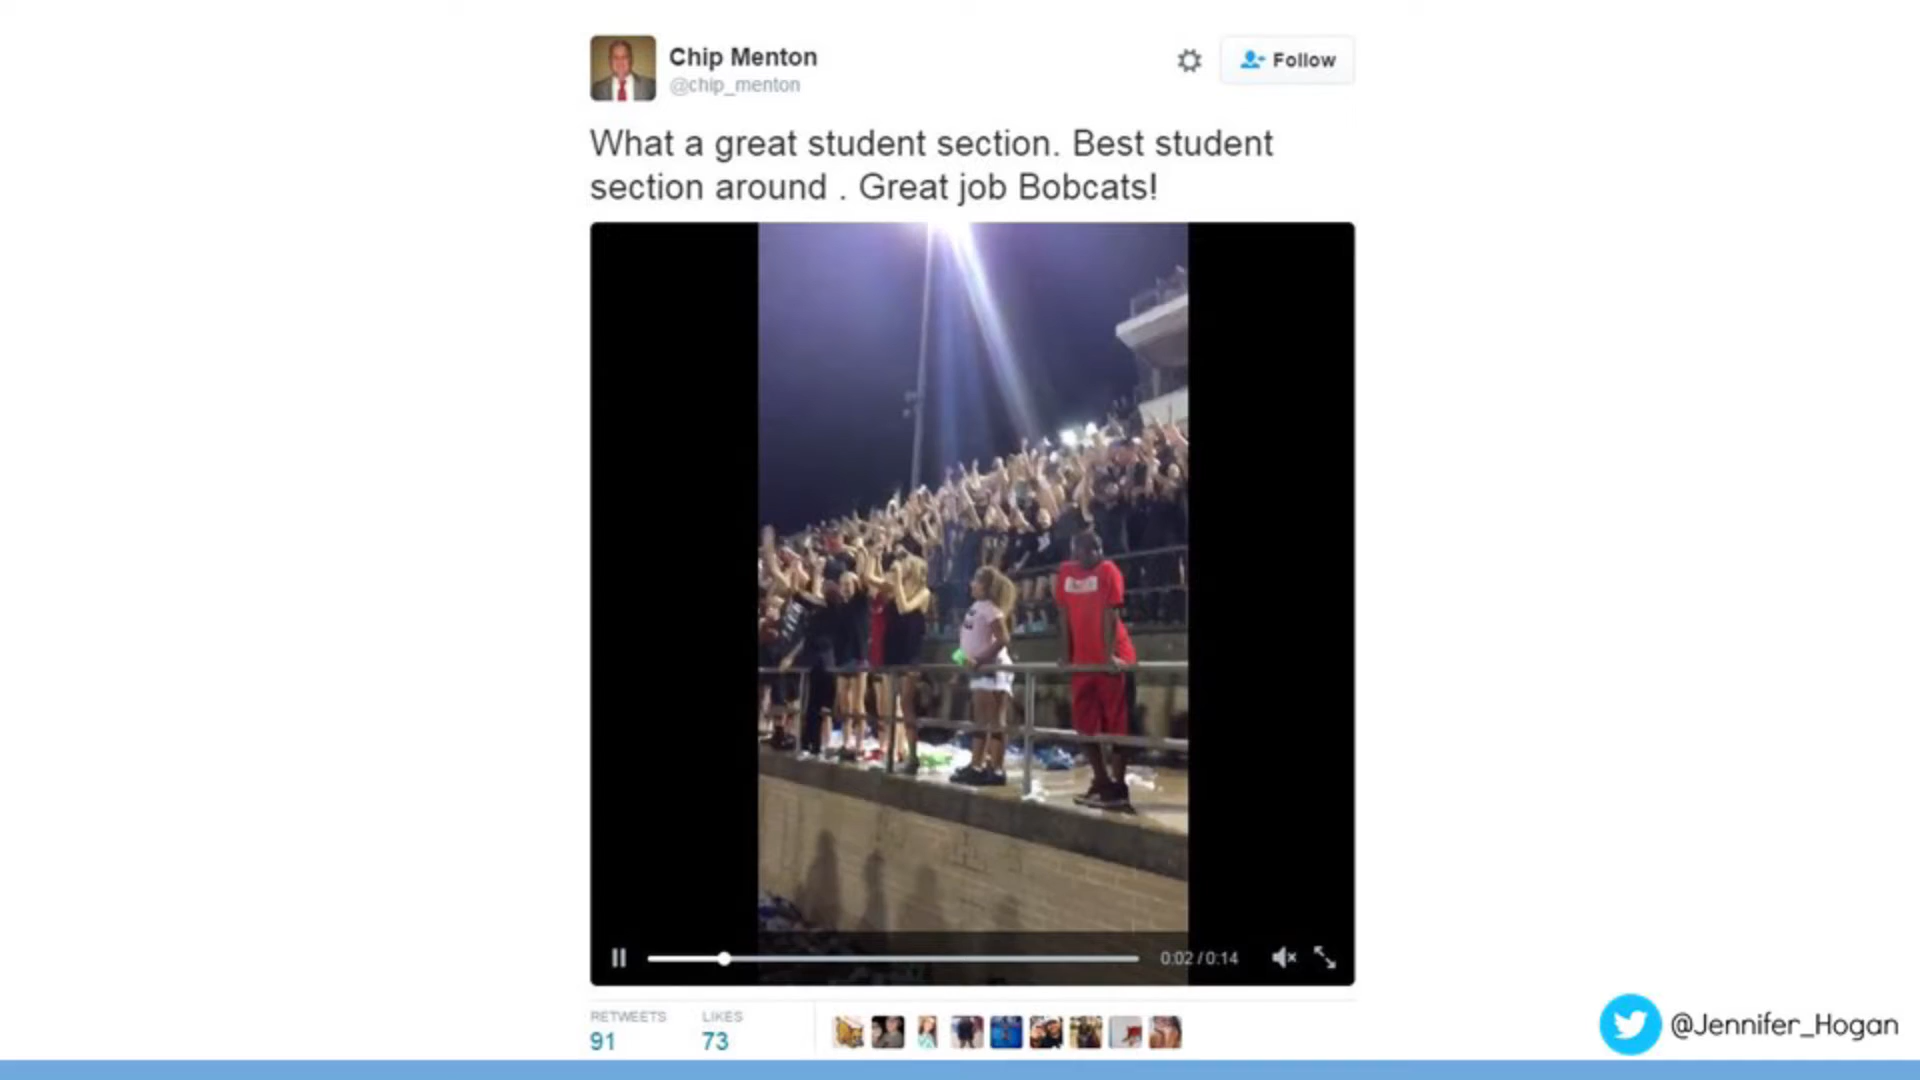 Chip Menton
@chip_menton
Follow
What a great student section. Best student
section around . Great job Bobcats!
0:02 / 0:14
RETWEETS
91
LIKES
73
@Jennifer_Hogan